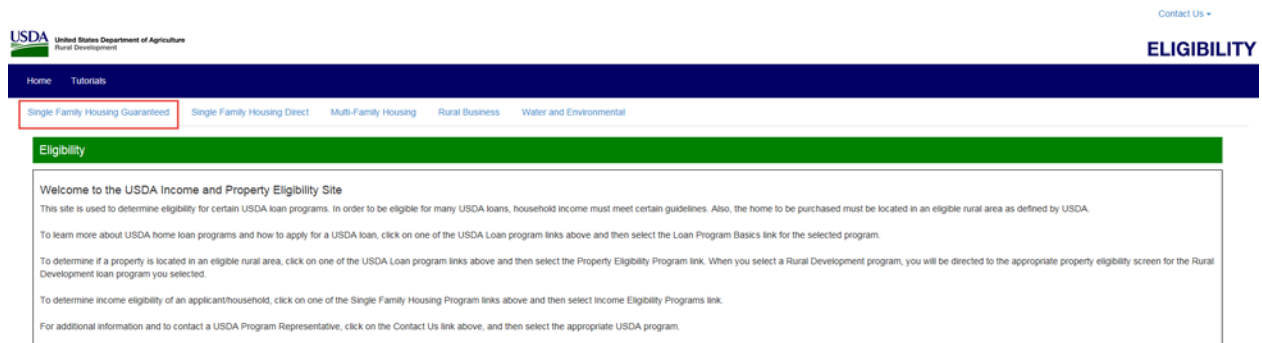 Contact Us
USDA United States Department of Agriculture
Rural Development
ELIGIBILITY
Home Tutorials
Single Family Housing Guaranteed Single Family Housing Direct Multi-Family Housing Rural Business Water and Environmental
Eligibility
Welcome to the USDA Income and Property Eligibility Site
This site is used to determine eligibility for certain USDA loan programs. In order to be eligible for many USDA loans, household income must meet certain guidelines. Also, the home to be purchased must be located in an eligible rural area as defined by USDA.
To learn more about USDA home loan programs and how to apply for a USDA loan, click on one of the USDA Loan program links above and then select the Loan Program Basics link for the selected program.
To determine if a property is located in an eligible rural area, click on one of the USDA Loan program links above and then select the Property Eligibility Program link. When you select a Rural Development program, you will be directed to the appropriate property eligibility screen for the Rural
Development loan program you selected.
To determine income eligibility of an applicant/household, click on one of the Single Family Housing Program links above and then select Income Eligibility Programs link.
For additional information and to contact a USDA Program Representative, click on the Contact Us link above, and then select the appropriate USDA program.